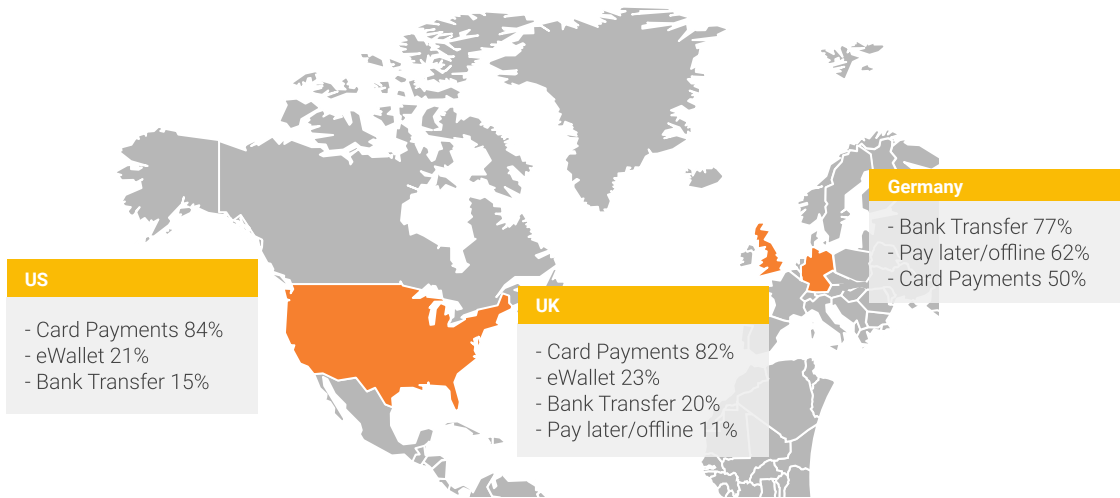 US
- Card Payments 84%
- eWallet 21%
- Bank Transfer 15%
UK
- Card Payments 82%
- eWallet 23%
- Bank Transfer 20%
- Pay later/offline 11%
Germany
- Bank Transfer 77%
- Pay later/offline 62%
- Card Payments 50%